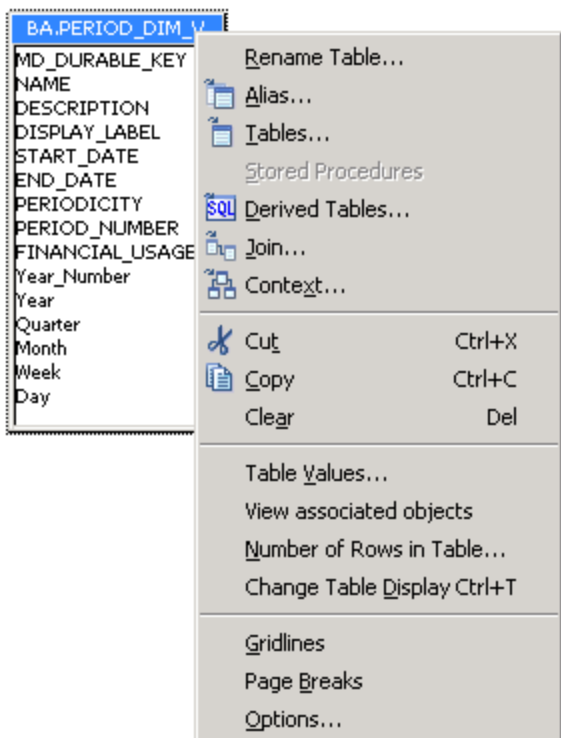 BA.PERIOD_DIM_V
MD_DURABLE_KEY
NAME
DESCRIPTION
DISPLAY_LABEL
START_DATE
END_DATE
PERIODICITY
PERIOD_NUMBER
FINANCIAL_USAGE
Year_Number
Year
Quarter
Month
Week
Day
Rename Table...
Alias...
Tables...
Stored Procedures
SQL Derived Tables...
Join...
Context...
Cut Ctrl+X
Copy Ctrl+C
Clear Del
Table Values...
View associated objects
Number of Rows in Table...
Change Table Display Ctrl+T
Gridlines
Page Breaks
Options...